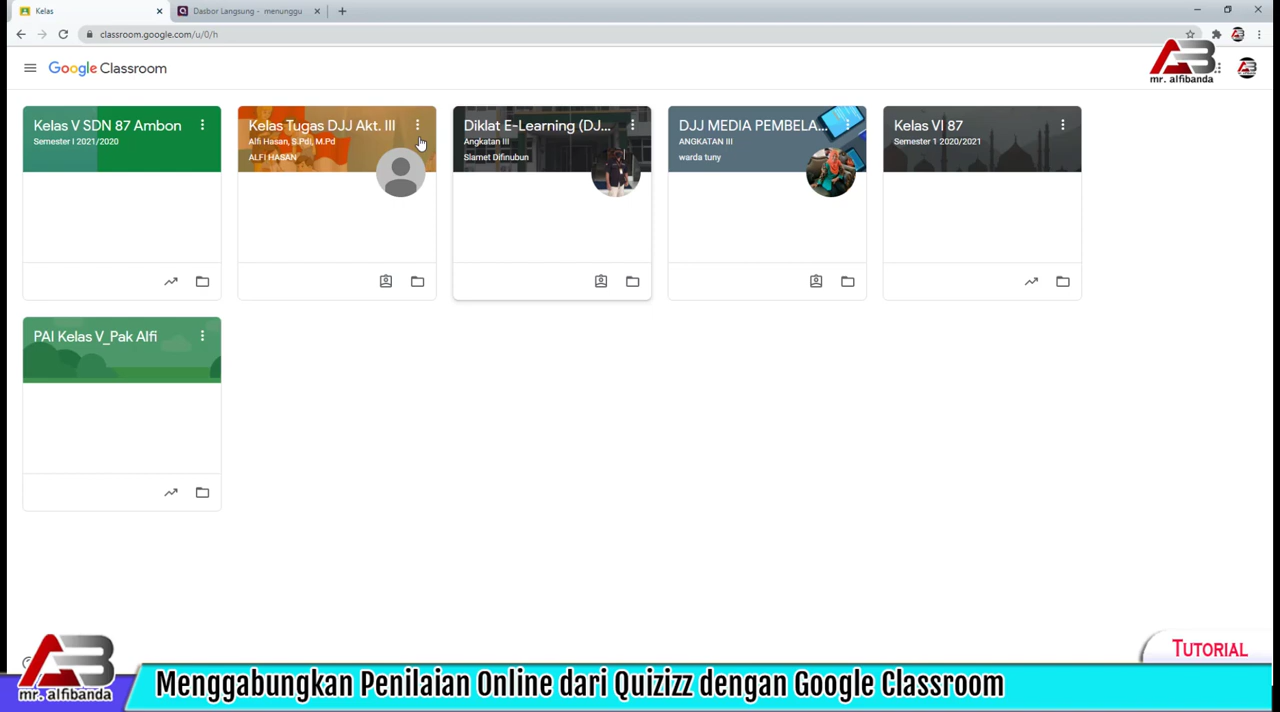 Kelas
Dasbor Langsung - menunggu
classroom.google.com/u/0/h
Google Classroom
mr. alfibanda
Kelas V SDN 87 Ambon
Semester I 2021/2020
Kelas Tugas DJJ Akt. III
Alfi Hasan, S.Pdi, M.Pd
ALFI HASAN
Diklat E-Learning (DJ...
Angkatan III
Slamet Difinubun
DJJ MEDIA PEMBELA...
ANGKATAN III
warda tuny
Kelas VI 87
Semester 1 2020/2021
PAI Kelas V_Pak Alfi
TUTORIAL
mr. alfibanda
Menggabungkan Penilaian Online dari Quizizz dengan Google Classroom